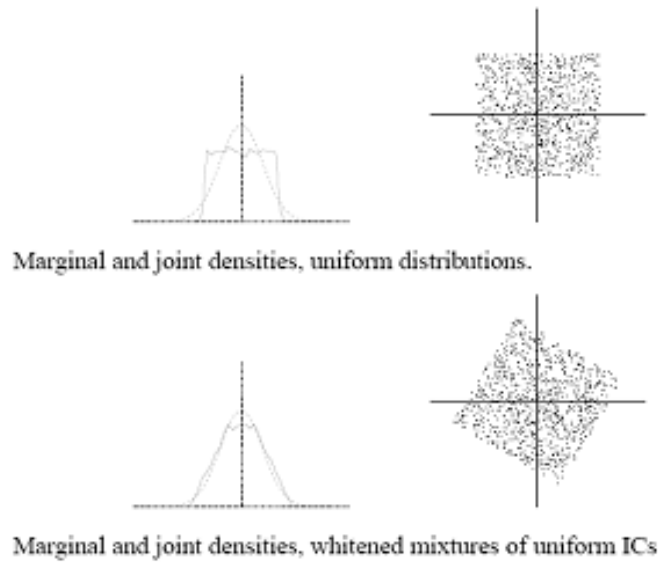 Marginal and joint densities, uniform distributions.
Marginal and joint densities, whitened mixtures of uniform ICs